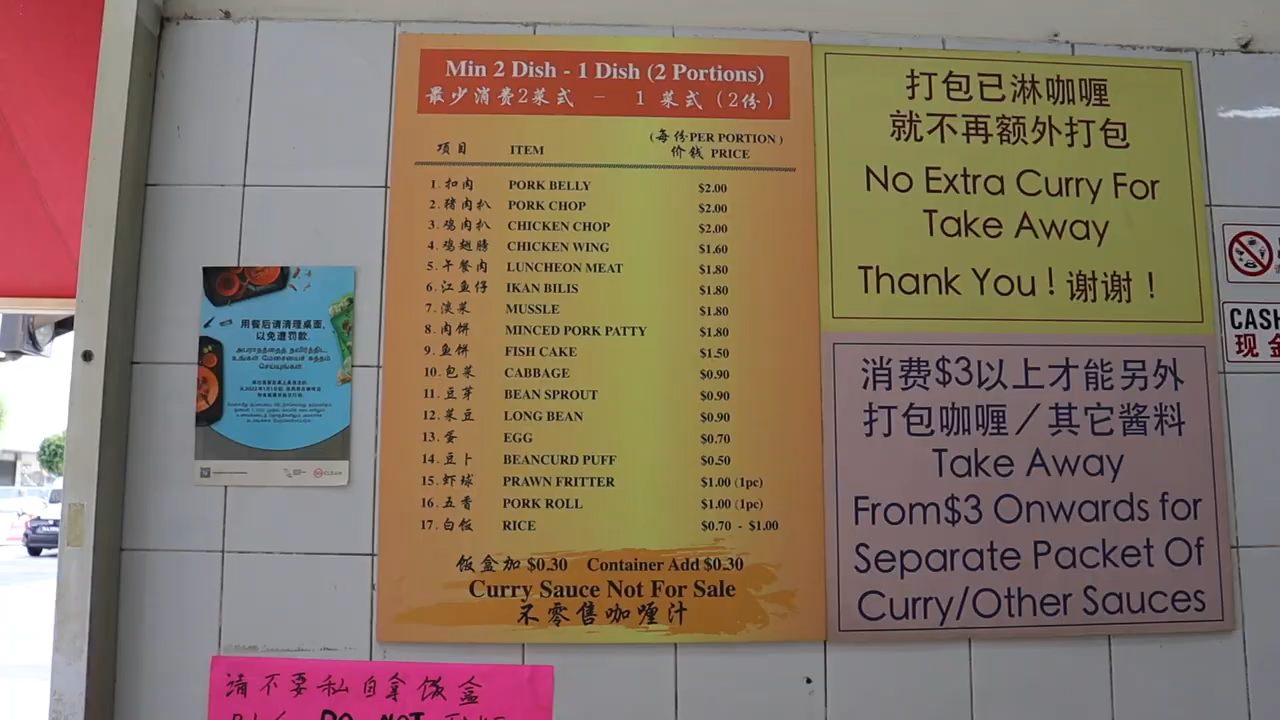 Min 2 Dish - 1 Dish (2 Portions)
最少消费2菜式 - 1 菜式 (2份)
(每份PER PORTION)
项目 ITEM 价钱 PRICE
1. 扣肉 PORK BELLY $2.00
2. 猪肉扒 PORK CHOP $2.00
3. 鸡肉扒 CHICKEN CHOP $2.00
4. 鸡翅膀 CHICKEN WING $1.60
5. 午餐肉 LUNCHEON MEAT $1.80
6. 江鱼仔 IKAN BILIS $1.80
7. 淡菜 MUSSLE $1.80
8. 肉饼 MINCED PORK PATTY $1.80
9. 鱼饼 FISH CAKE $1.50
10. 包菜 CABBAGE $0.90
11. 豆芽 BEAN SPROUT $0.90
12. 菜豆 LONG BEAN $0.90
13. 蛋 EGG $0.70
14. 豆卜 BEANCURD PUFF $0.50
15. 虾球 PRAWN FRITTER $1.00 (1pc)
16. 五香 PORK ROLL $1.00 (1pc)
17. 白饭 RICE $0.70 - $1.00
饭盒加 $0.30 Container Add $0.30
Curry Sauce Not For Sale
不零售咖喱汁
打包已淋咖喱
就不再额外打包
No Extra Curry For
Take Away
Thank You ! 谢谢 !
消费$3以上才能另外
打包咖喱/其它酱料
Take Away
From$3 Onwards for
Separate Packet Of
Curry/Other Sauces
CASH
现金
用餐后请清理桌面,
以免遭罚款.
அபராதத்தைத் தவிர்த்திட,
உங்கள் மேசையைச் சுத்தம்
செய்யுங்கள்
请不要私自拿饭盒
DO NOT